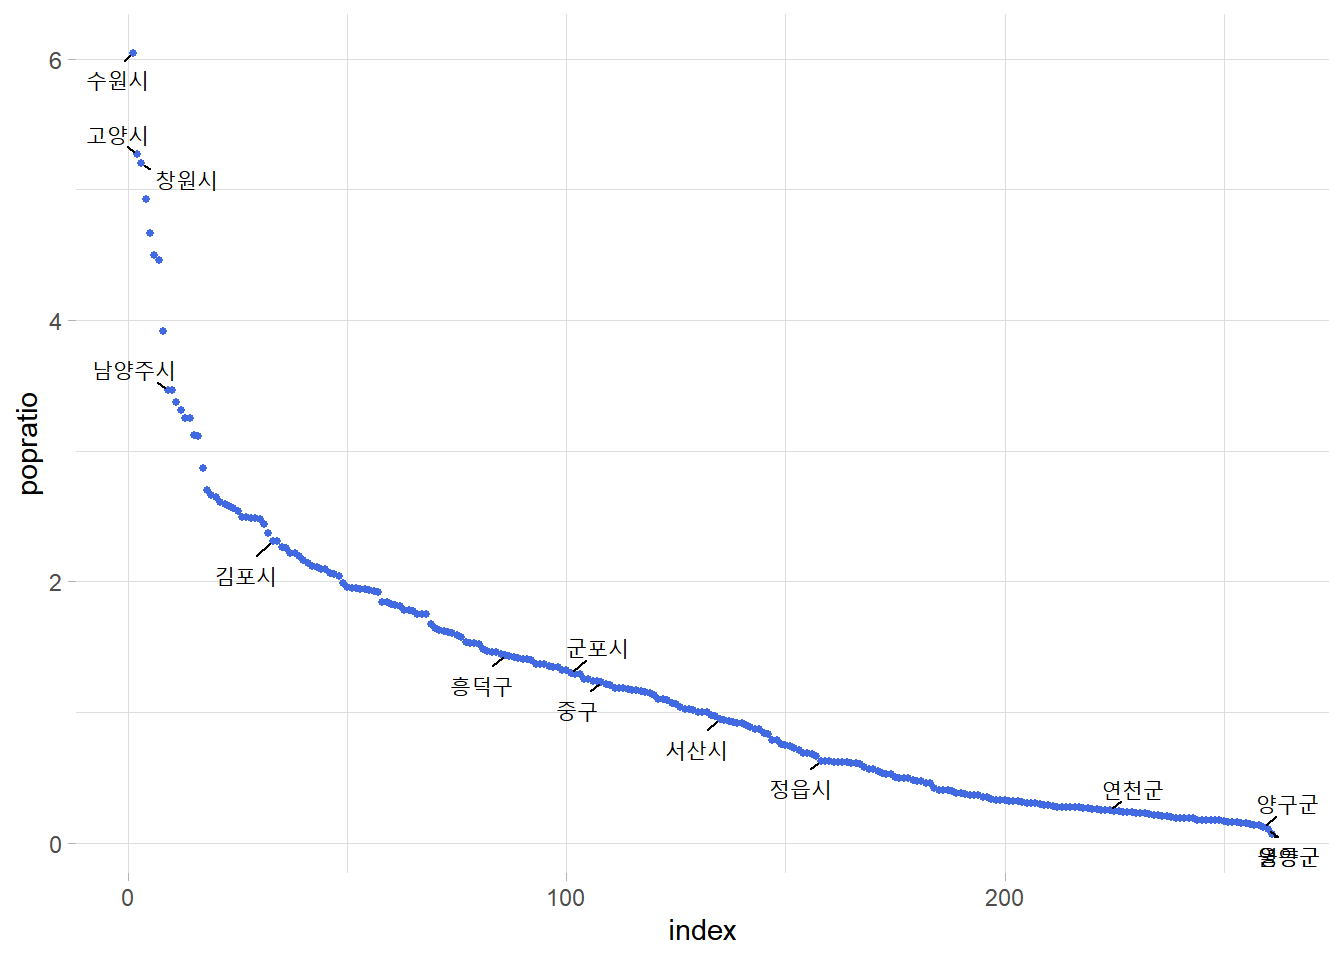 6
수원시
고양시
창원시
4
남양주시
popratio
김포시
2
군포시
흥덕구
중구
서산시
정읍시
연천군
양구군
0
0
100
200
index